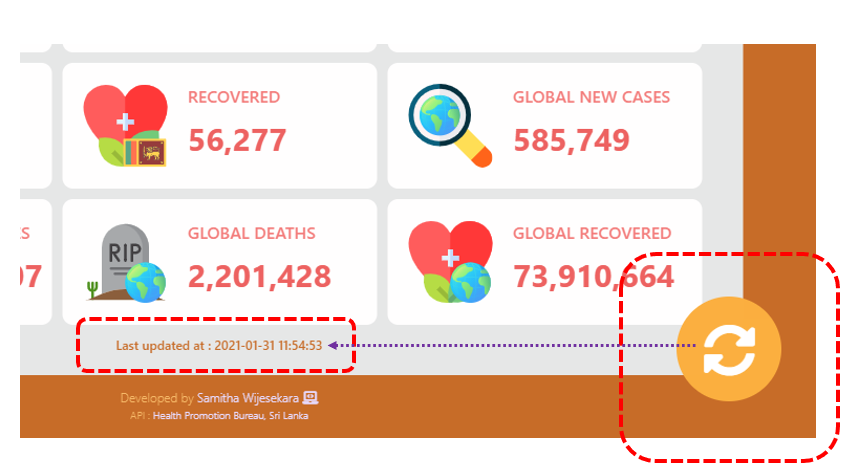 RECOVERED
56,277
GLOBAL NEW CASES
585,749
S
07
RIP
GLOBAL DEATHS
2,201,428
GLOBAL RECOVERED
73,910,664
Last updated at : 2021-01-31 11:54:53
Developed by Samitha Wijesekara
API : Health Promotion Bureau, Sri Lanka